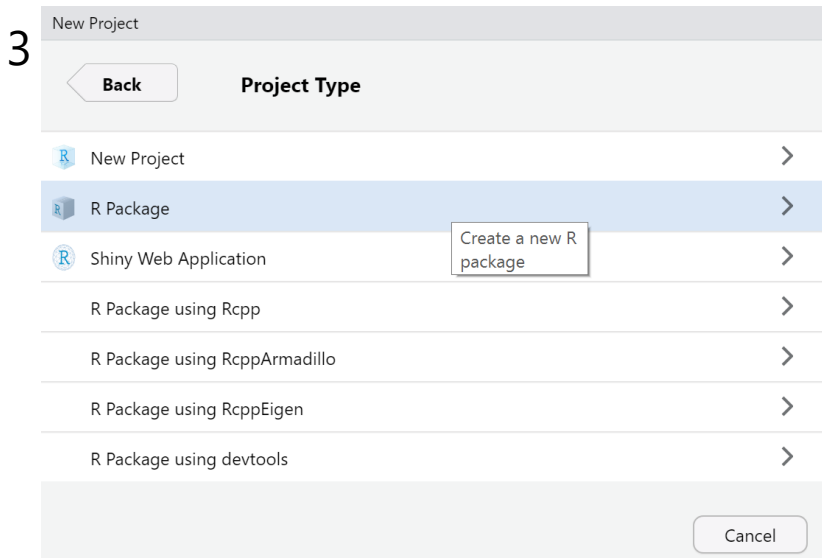 New Project
3
Back
Project Type
R New Project
R R Package
Create a new R
package
R Shiny Web Application
R Package using Rcpp
R Package using RcppArmadillo
R Package using RcppEigen
R Package using devtools
Cancel